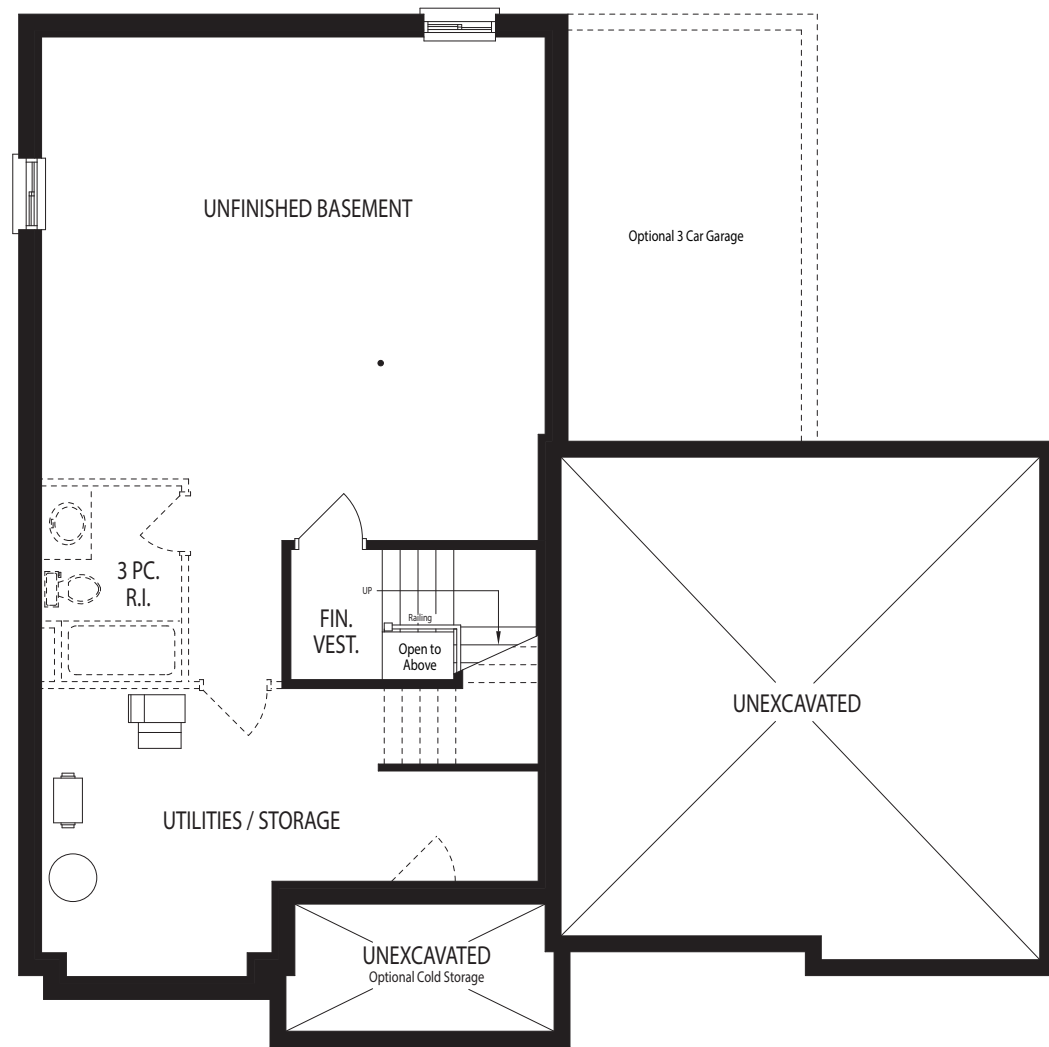 UNFINISHED BASEMENT
Optional 3 Car Garage
3 PC.
R.I.
FIN.
VEST.
UP
Railing
Open to
Above
UNEXCAVATED
UTILITIES / STORAGE
UNEXCAVATED
Optional Cold Storage